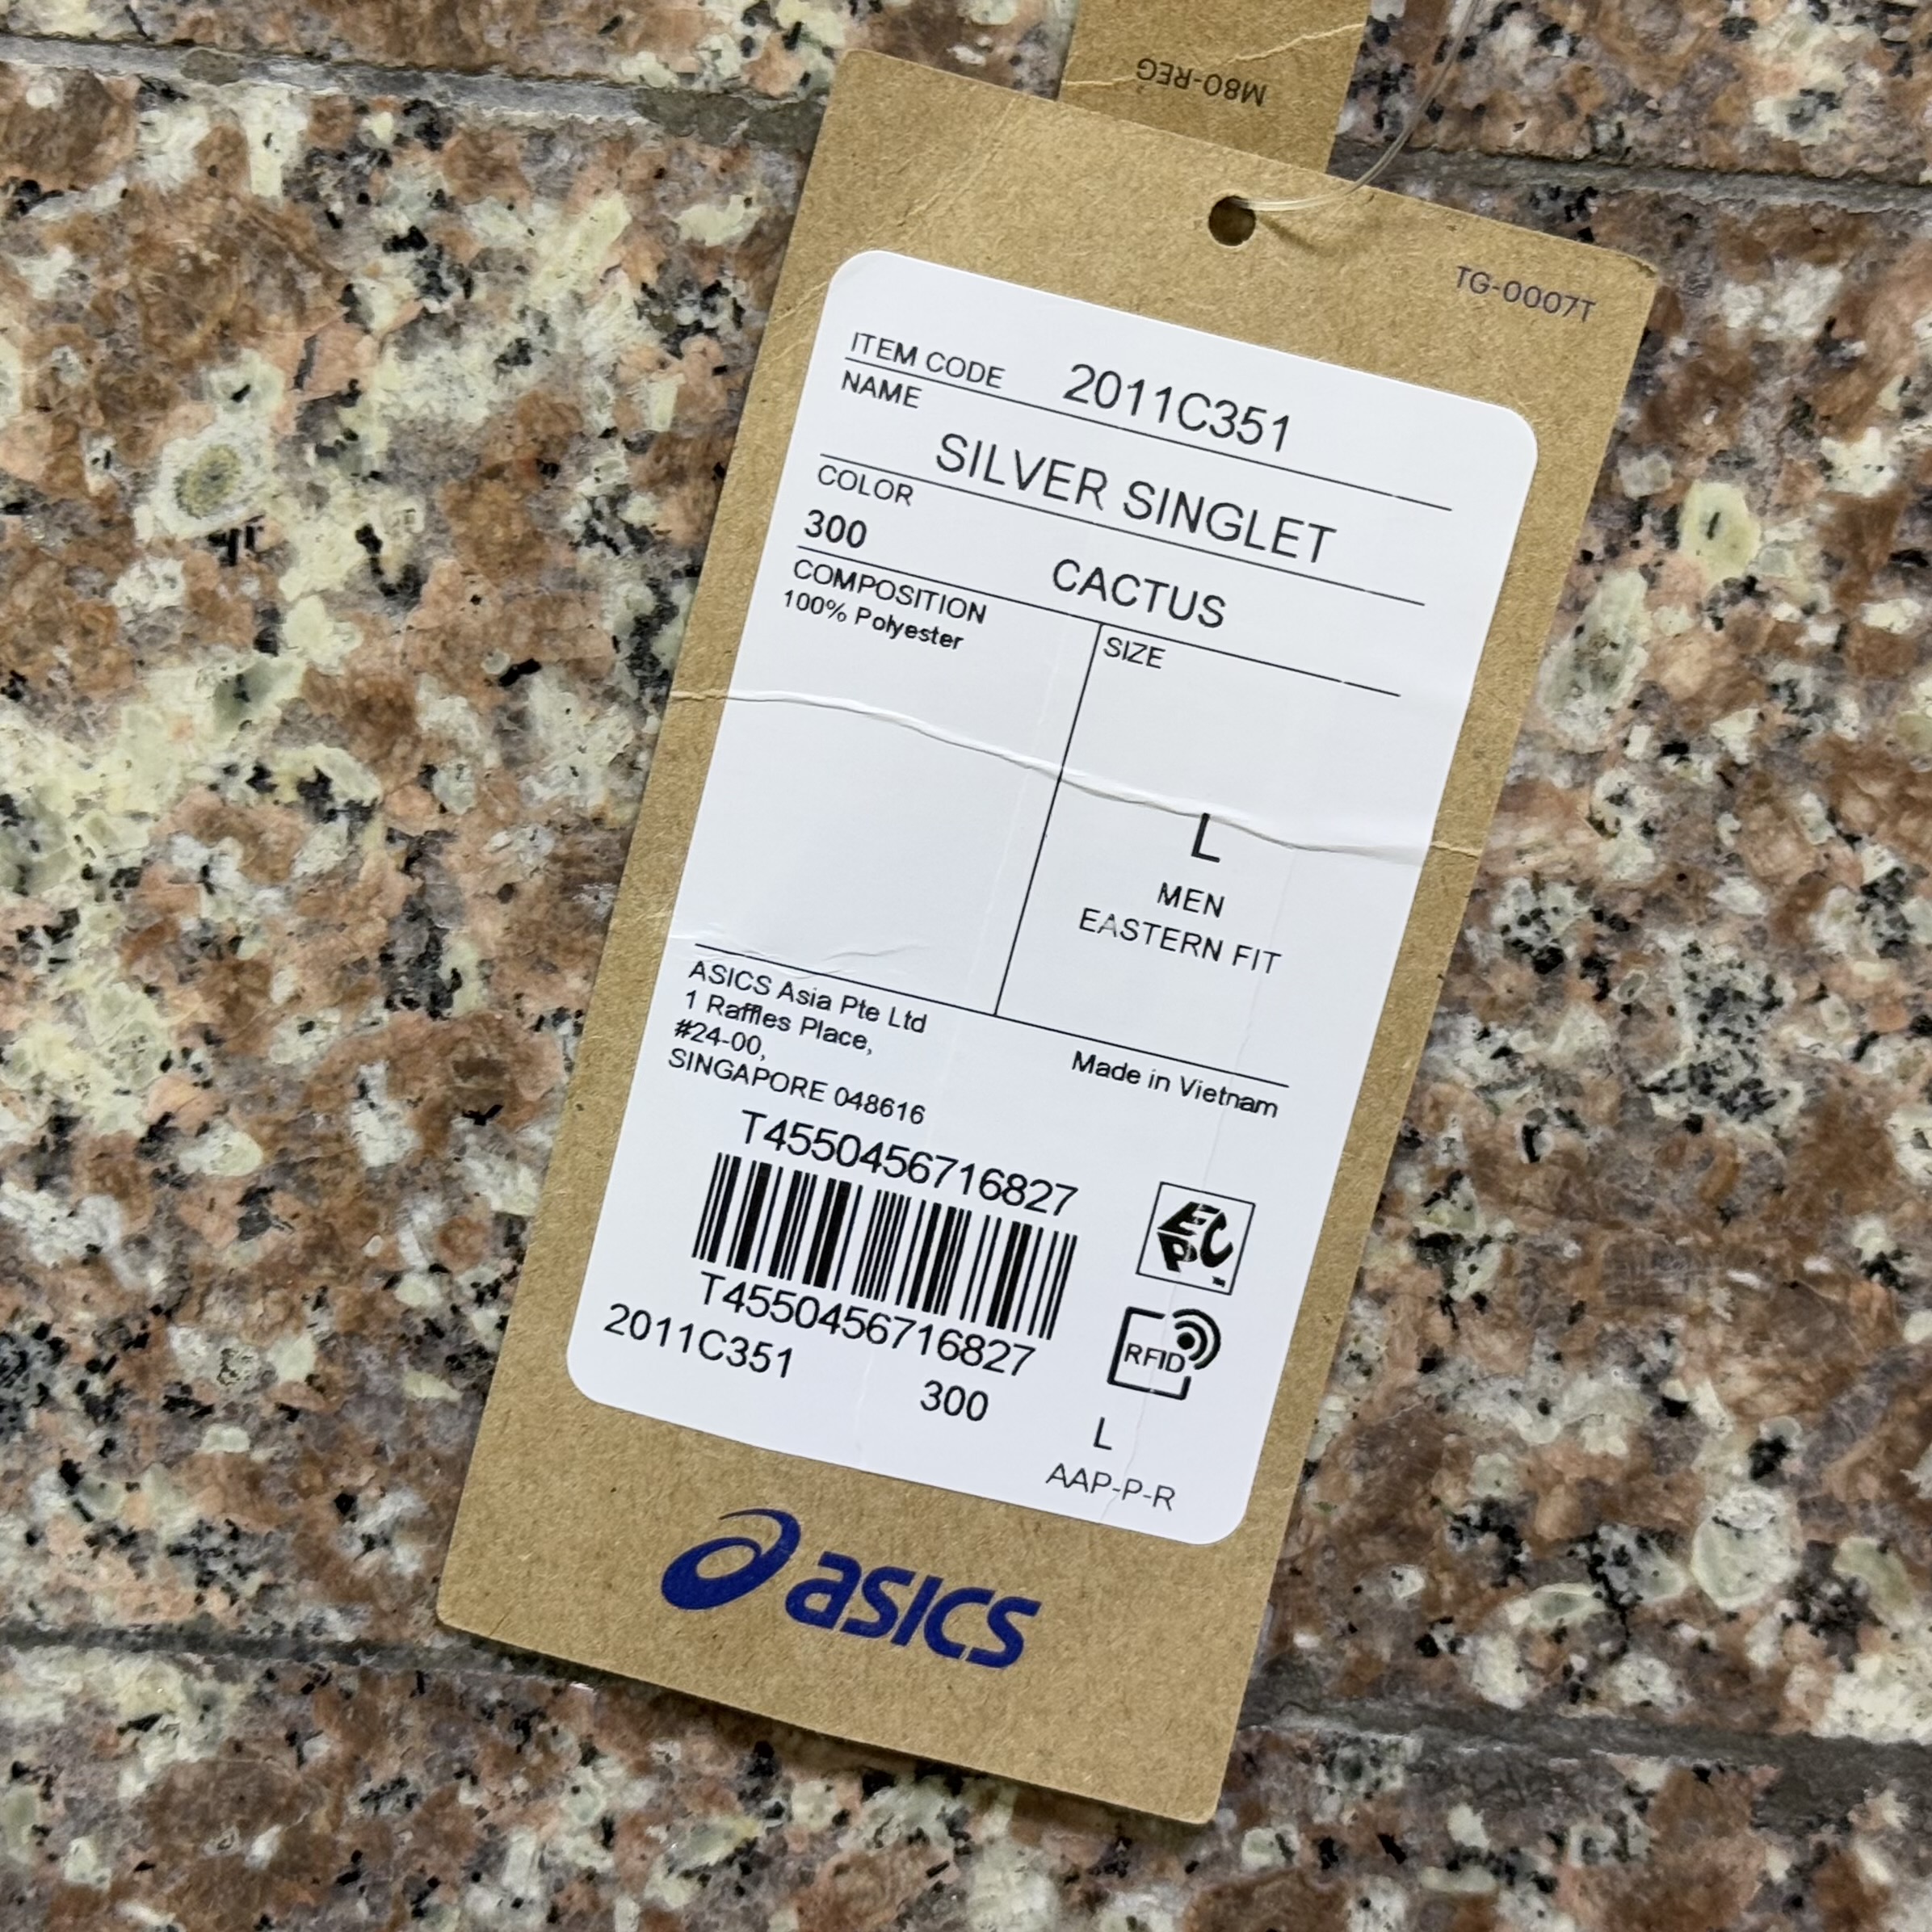 M80-REG
TG-0007T
ITEM CODE 2011C351
NAME
SILVER SINGLET
COLOR
300 CACTUS
COMPOSITION
100% Polyester
SIZE
L
MEN
EASTERN FIT
ASICS Asia Pte Ltd
1 Raffles Place,
#24-00,
SINGAPORE 048616
Made in Vietnam
T4550456716827
T4550456716827
2011C351 300 L
EPC
™
RFID
AAP-P-R
asics